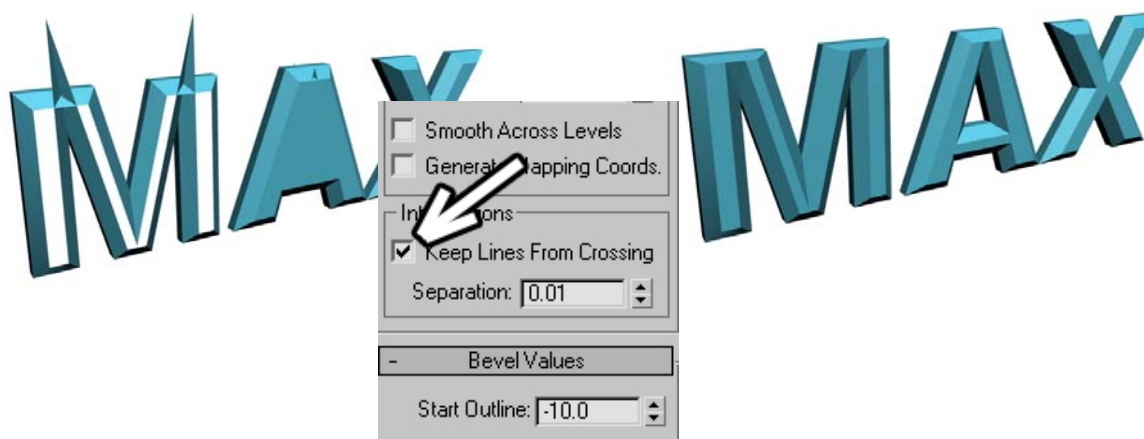 MAX
MAX
Smooth Across Levels
Mapping Coords.
Keep Lines From Crossing
Separation: 0.01
- Bevel Values
Start Outline: -10.0